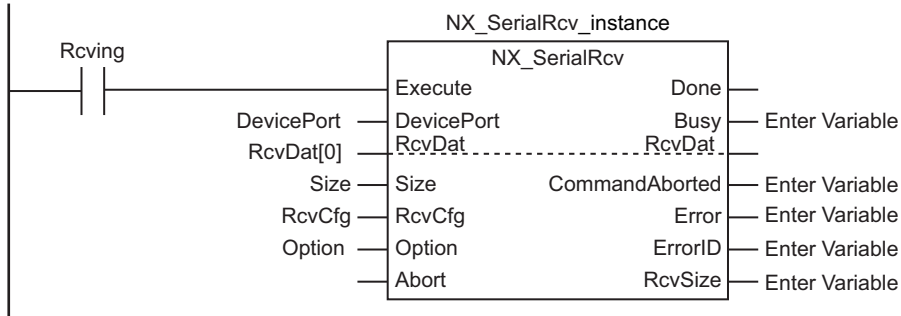 NX_SerialRcv_instance
Rcving
NX_SerialRcv
Execute Done
DevicePort DevicePort Busy Enter Variable
RcvDat[0] RcvDat RcvDat
Size Size CommandAborted Enter Variable
RcvCfg RcvCfg Error Enter Variable
Option Option ErrorID Enter Variable
Abort RcvSize Enter Variable